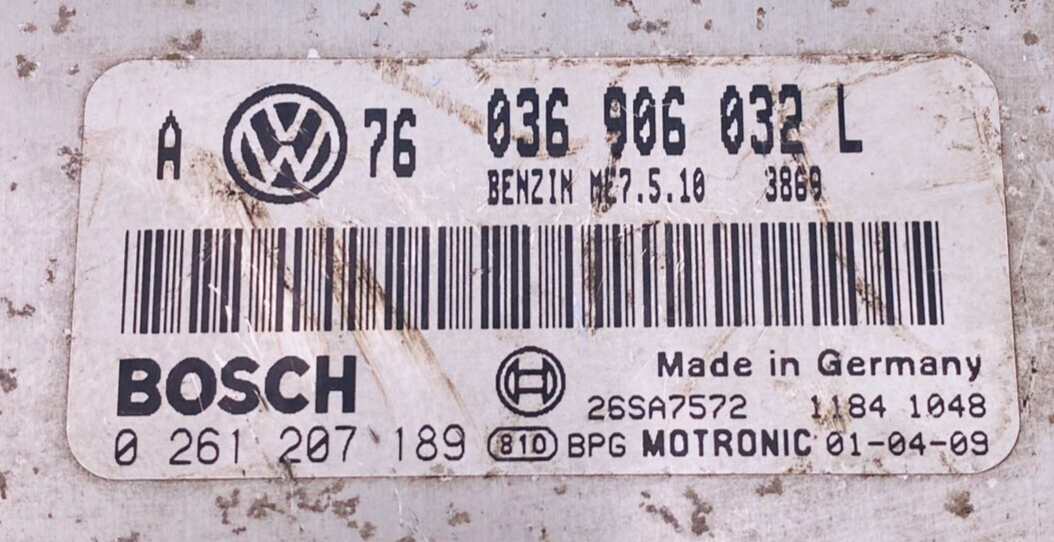 A 76 036 906 032 L
BENZIN ME7.5.10 3869
BOSCH Made in Germany
26SA7572 1184 1048
0 261 207 189 810 BPG MOTRONIC 01-04-09